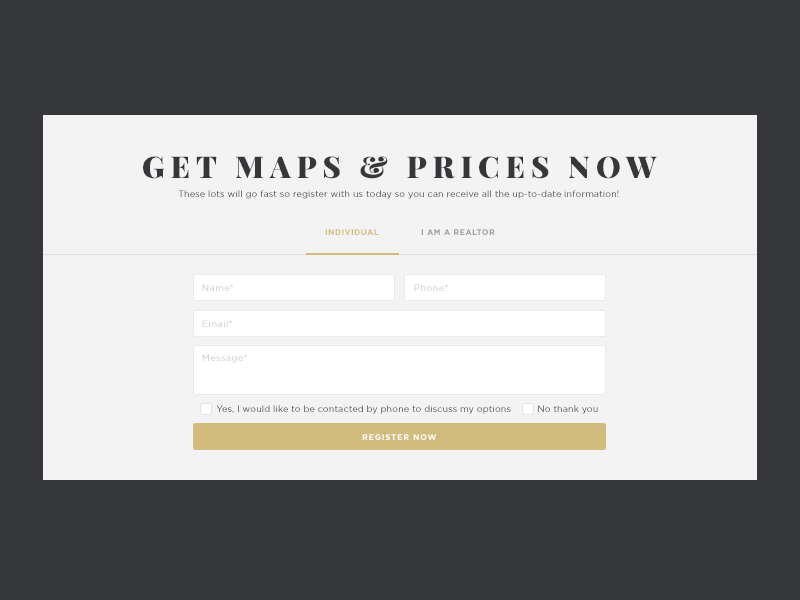 GET MAPS & PRICES NOW
These lots will go fast so register with us today so you can receive all the up-to-date information!
INDIVIDUAL I AM A REALTOR
Name* Phone*
Email*
Message*
Yes, I would like to be contacted by phone to discuss my options No thank you
REGISTER NOW